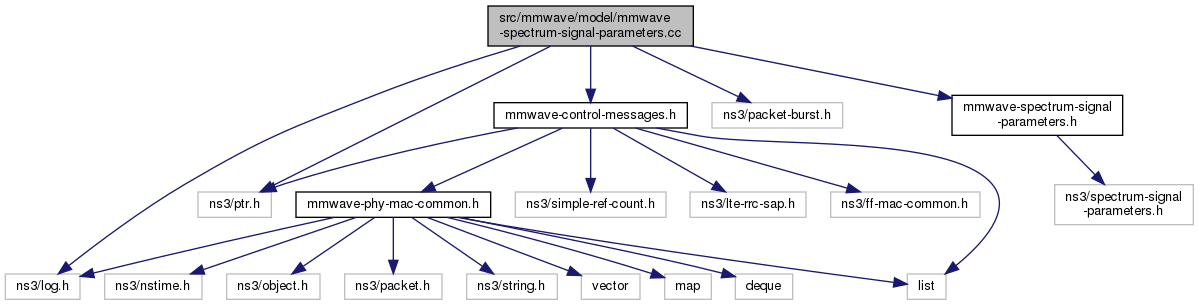 src/mmwave/model/mmwave
-spectrum-signal-parameters.cc
mmwave-control-messages.h
ns3/packet-burst.h
mmwave-spectrum-signal
-parameters.h
ns3/ptr.h
mmwave-phy-mac-common.h
ns3/simple-ref-count.h
ns3/lte-rrc-sap.h
ns3/ff-mac-common.h
ns3/spectrum-signal
-parameters.h
ns3/log.h
ns3/nstime.h
ns3/object.h
ns3/packet.h
ns3/string.h
vector
map
deque
list